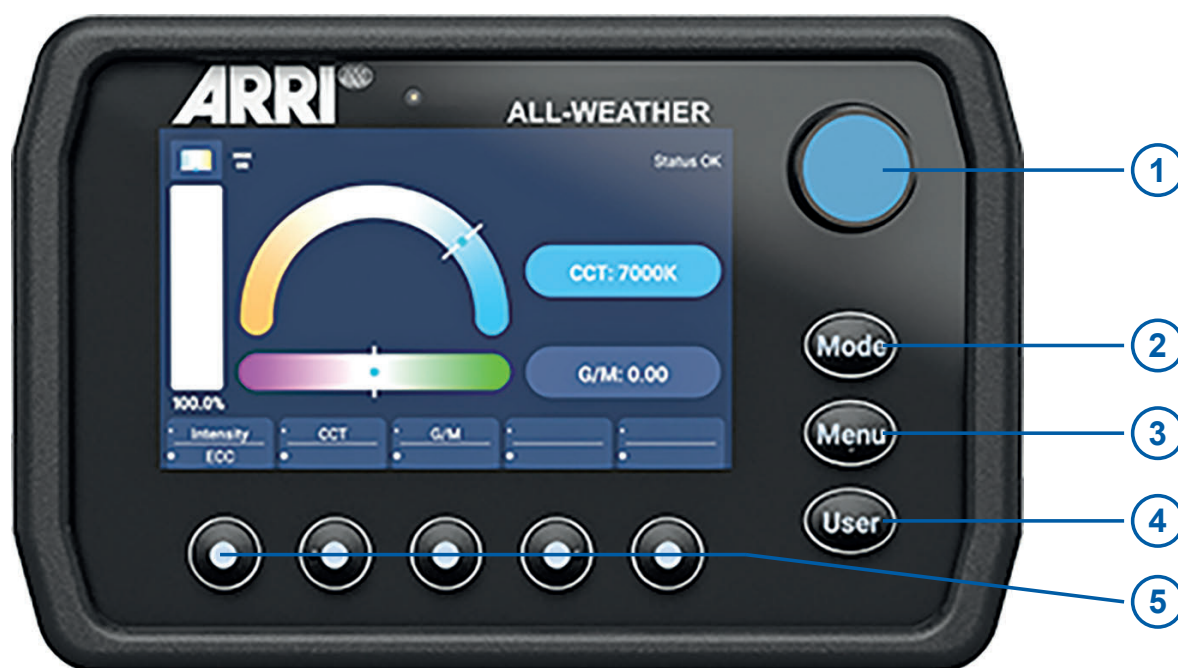 ARRI
ALL-WEATHER
Status OK
CCT: 7000K
G/M: 0.00
100.0%
Intensity
ECC
CCT
G/M
Mode
Menu
User
1
2
3
4
5